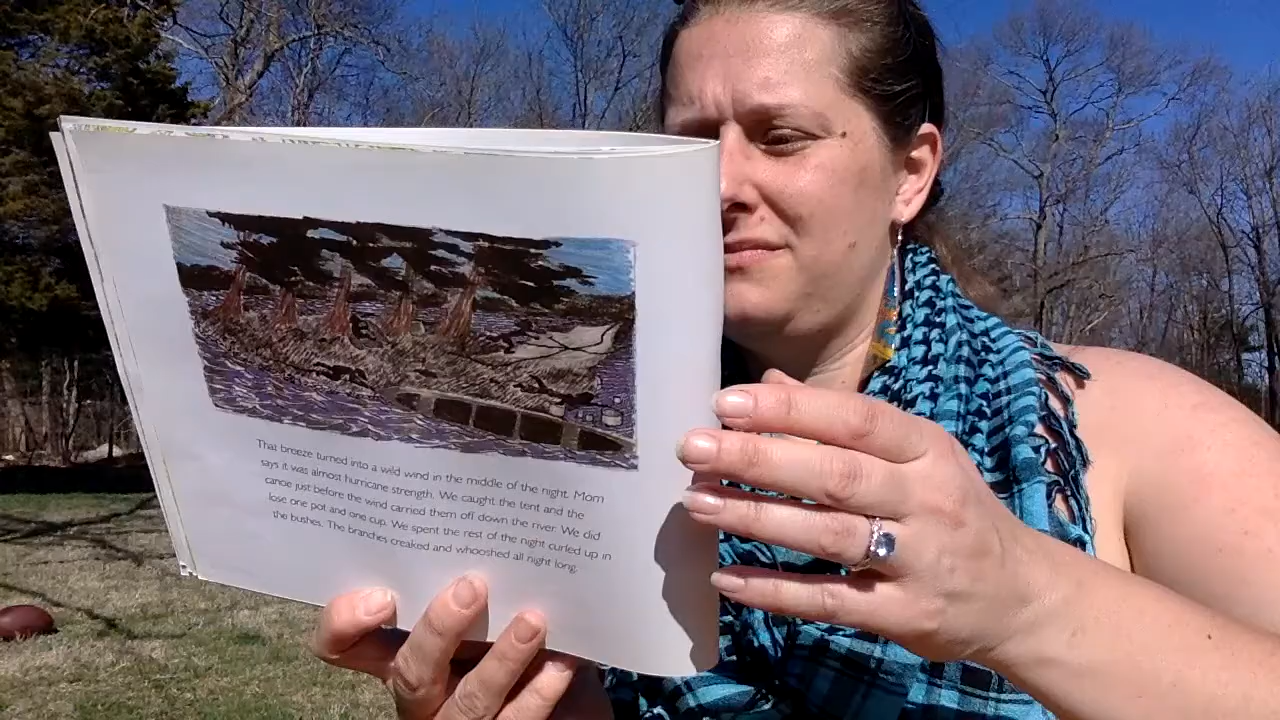 That breeze turned into a wild wind in the middle of the night. Mom
says it was almost hurricane strength. We caught the tent and the
canoe just before the wind carried them off down the river. We did
lose one pot and one cup. We spent the rest of the night curled up in
the bushes. The branches creaked and whooshed all night long.